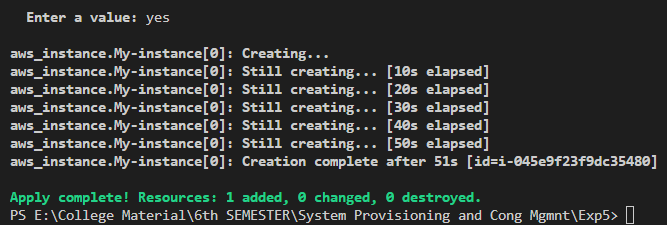 Enter a value: yes
aws_instance.My-instance[0]: Creating...
aws_instance.My-instance[0]: Still creating... [10s elapsed]
aws_instance.My-instance[0]: Still creating... [20s elapsed]
aws_instance.My-instance[0]: Still creating... [30s elapsed]
aws_instance.My-instance[0]: Still creating... [40s elapsed]
aws_instance.My-instance[0]: Still creating... [50s elapsed]
aws_instance.My-instance[0]: Creation complete after 51s [id=i-045e9f23f9dc35480]
Apply complete! Resources: 1 added, 0 changed, 0 destroyed.
PS E:\College Material\6th SEMESTER\System Provisioning and Cong Mgmnt\Exp5>